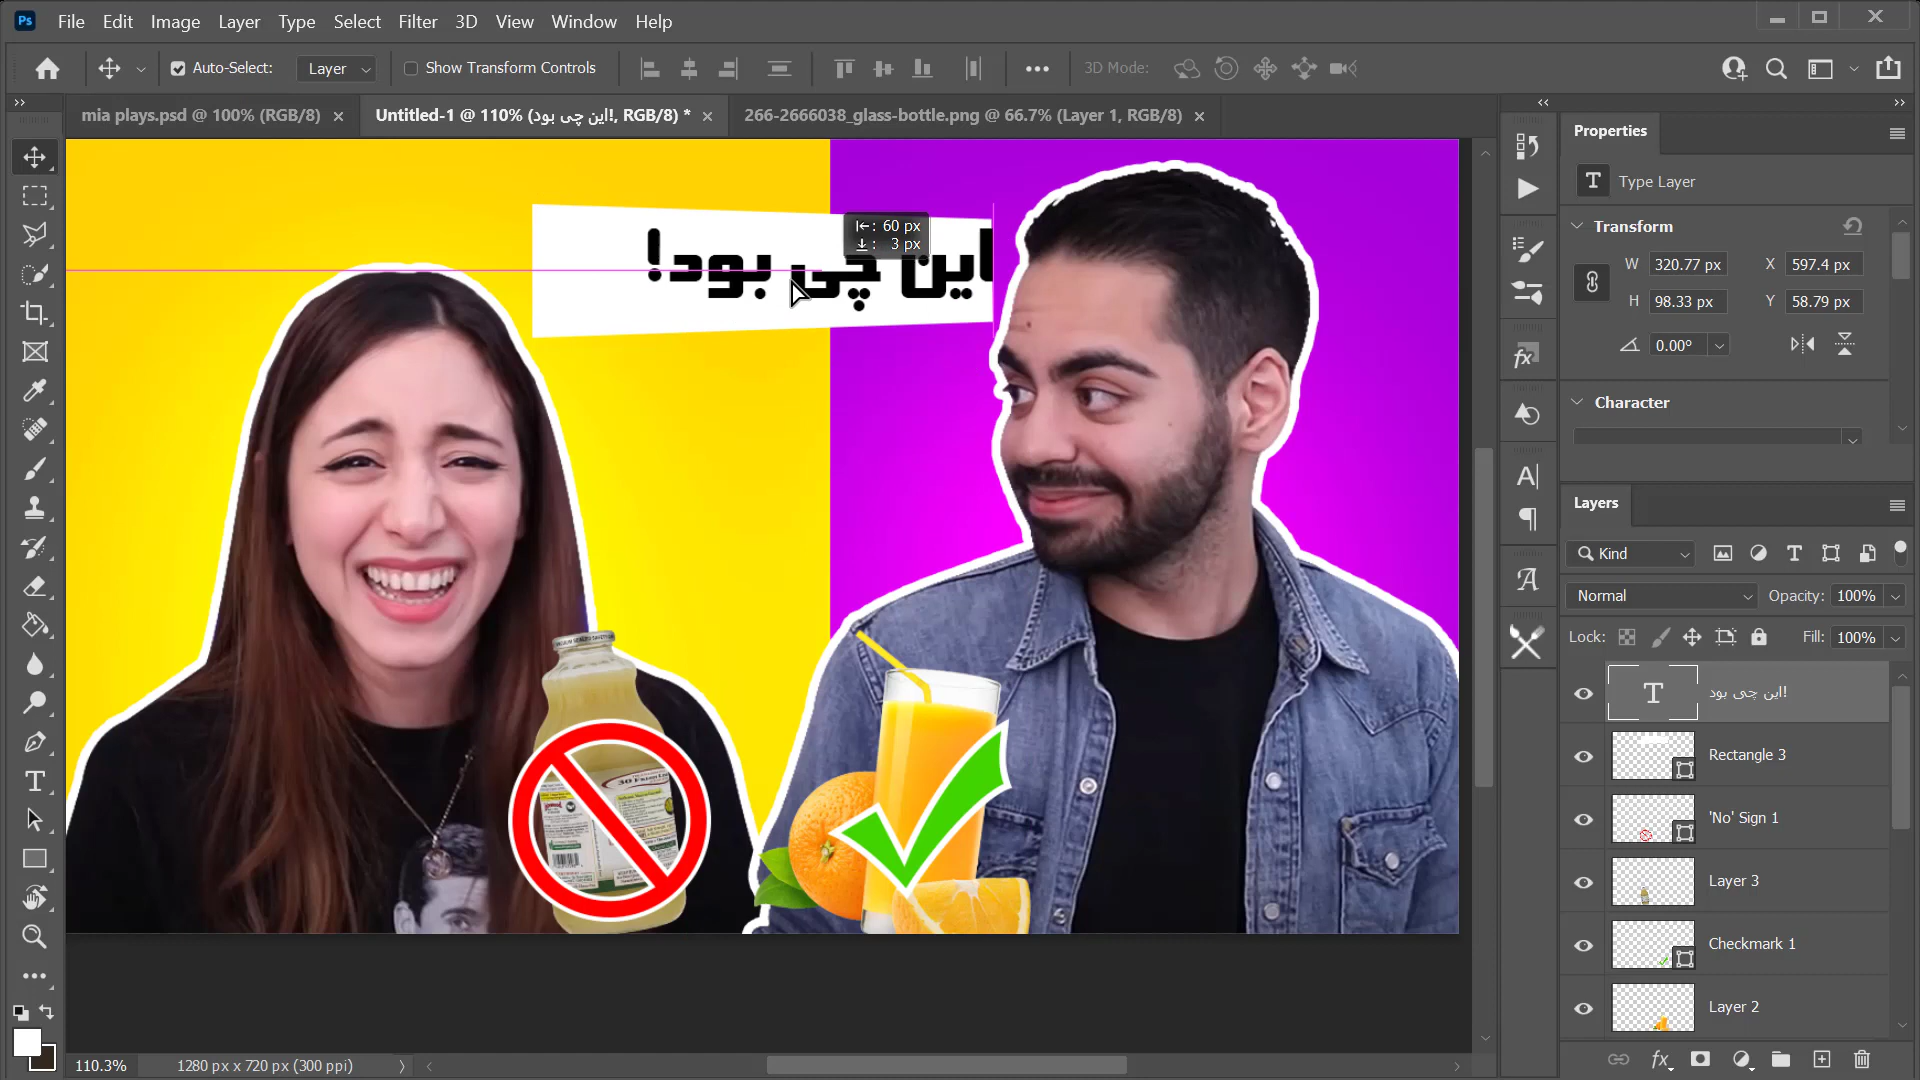 Ps File Edit Image Layer Type Select Filter 3D View Window Help
Auto-Select: Layer Show Transform Controls 3D Mode:
mia plays.psd @ 100% (RGB/8) Untitled-1 @ 110% (این چی بود!, RGB/8) * 266-2666038_glass-bottle.png @ 66.7% (Layer 1, RGB/8)
Properties
T Type Layer
Transform
W 320.77 px X 597.4 px
H 98.33 px Y 58.79 px
0.00°
Character
این چی بود!
: 60 px
: 3 px
Layers
Kind
Normal Opacity: 100%
Lock: Fill: 100%
T این چی بود!
Rectangle 3
'No' Sign 1
Layer 3
Checkmark 1
Layer 2
110.3% 1280 px x 720 px (300 ppi)